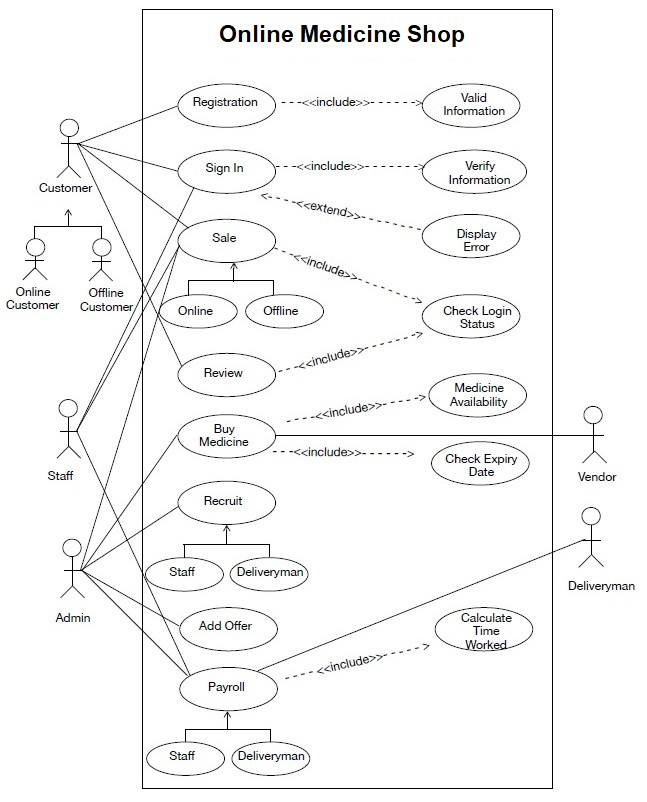 Online Medicine Shop
Registration
<<include>>
Valid
Information
Customer
Sign In
<<include>>
Verify
Information
<<extend>>
Display
Error
Sale
<<include>>
Online
Customer
Offline
Customer
Online
Offline
Check Login
Status
Review
<<include>>
Medicine
Availability
<<include>>
Buy
Medicine
<<include>>
Check Expiry
Date
Staff
Vendor
Recruit
Staff
Deliveryman
Deliveryman
Admin
Add Offer
Calculate
Time
Worked
<<include>>
Payroll
Staff
Deliveryman